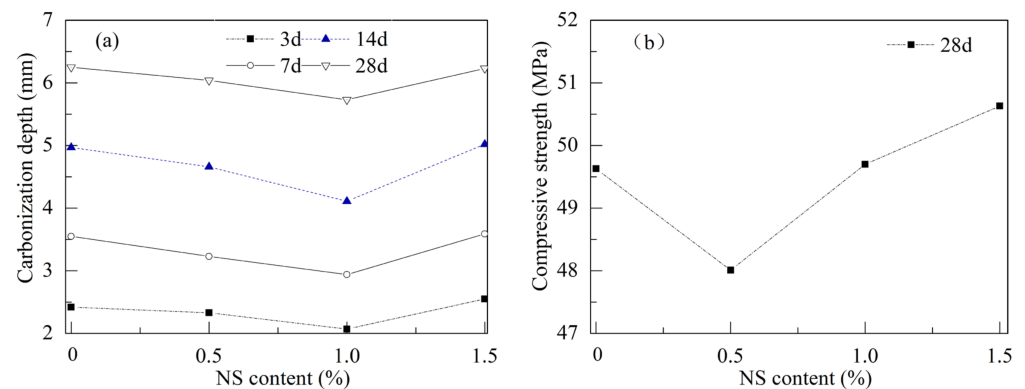 (a)
3d
14d
7d
28d
7
6
5
4
3
2
Carbonization depth (mm)
0
0.5
1.0
1.5
NS content (%)
(b)
28d
52
51
50
49
48
47
Compressive strength (MPa)
0
0.5
1.0
1.5
NS content (%)